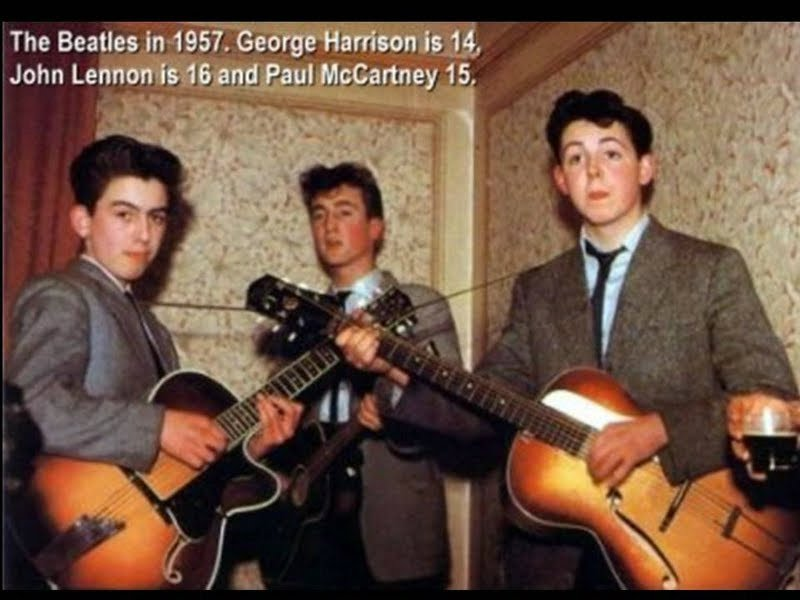 The Beatles in 1957. George Harrison is 14,
John Lennon is 16 and Paul McCartney 15.